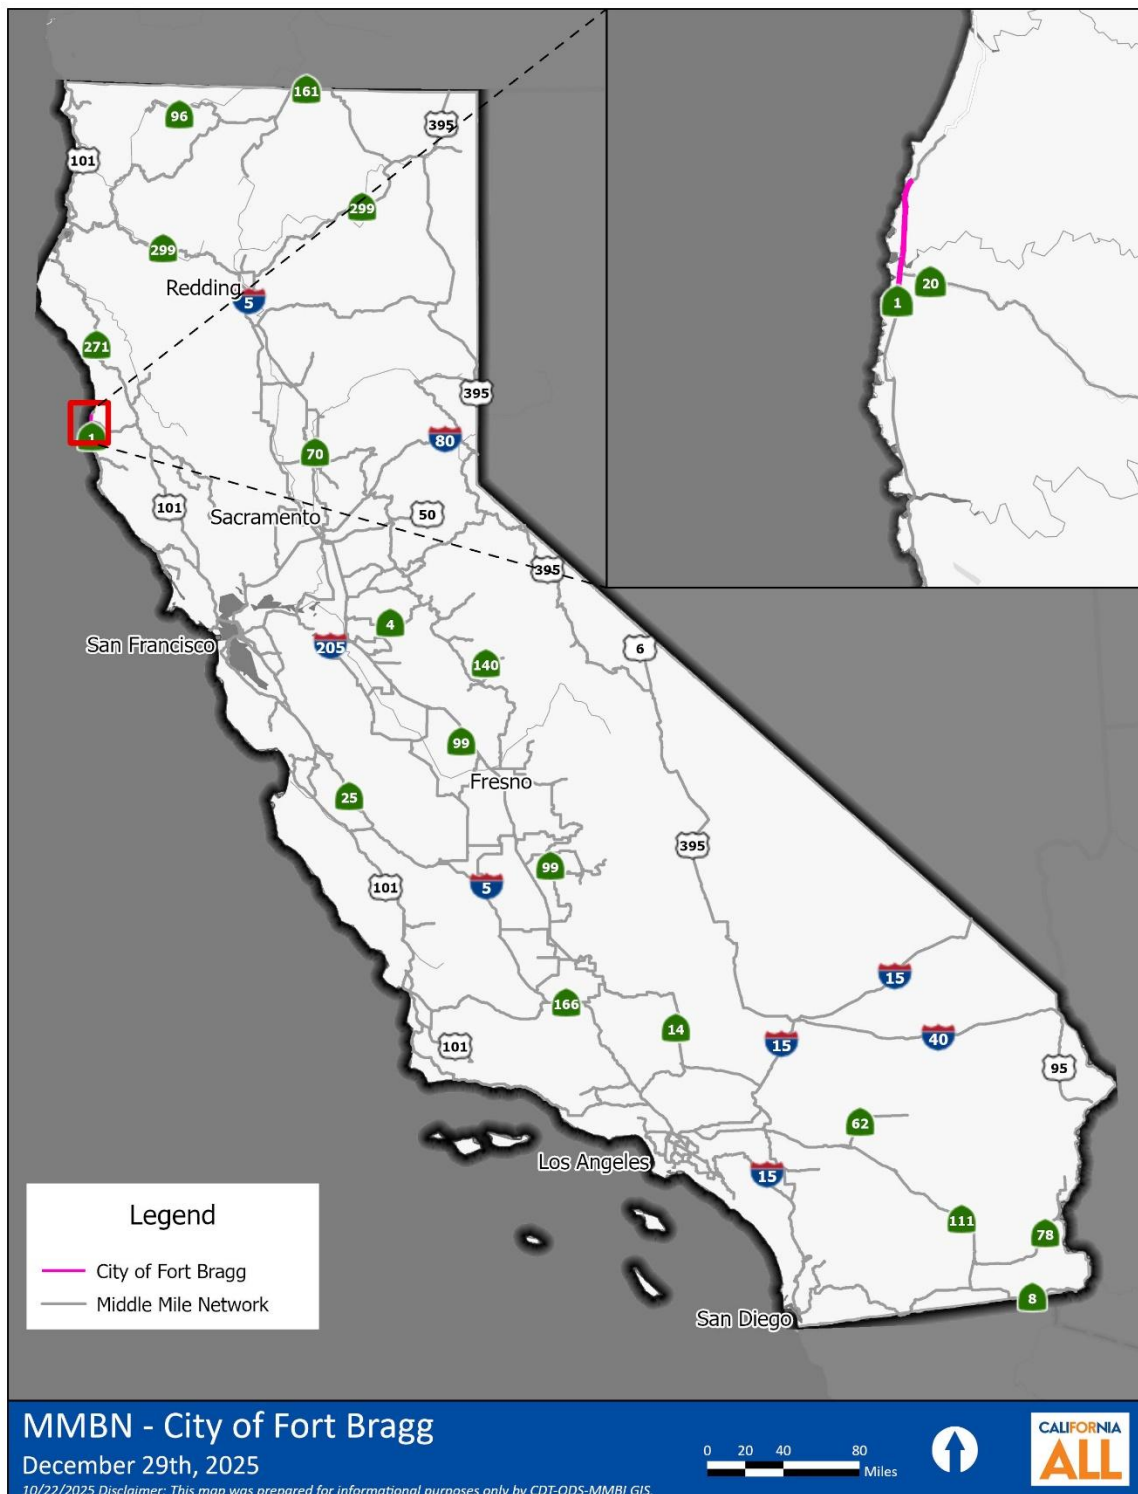 161
96
395
101
299
299
Redding
5
271
395
1
80
70
101
50
Sacramento
395
4
San Francisco
205
6
140
99
Fresno
25
395
99
101
5
15
166
14
40
15
101
95
62
Los Angeles
15
111
78
8
San Diego
20
1
Legend
City of Fort Bragg
Middle Mile Network
MMBN - City of Fort Bragg
December 29th, 2025
10/22/2025 Disclaimer: This map was prepared for informational purposes only by CDT-ODS-MMBI GIS.
0 20 40 80
Miles
CALIFORNIA
ALL